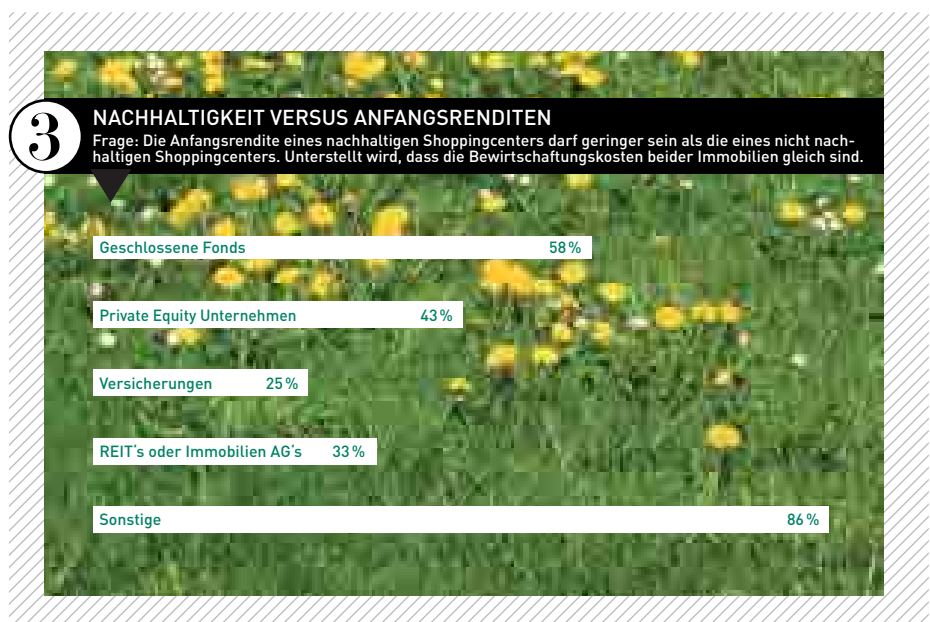 3
NACHHALTIGKEIT VERSUS ANFANGSRENDITEN
Frage: Die Anfangsrendite eines nachhaltigen Shoppingcenters darf geringer sein als die eines nicht nach-
haltigen Shoppingcenters. Unterstellt wird, dass die Bewirtschaftungskosten beider Immobilien gleich sind.
Geschlossene Fonds 58 %
Private Equity Unternehmen 43 %
Versicherungen 25 %
REIT's oder Immobilien AG's 33 %
Sonstige 86 %